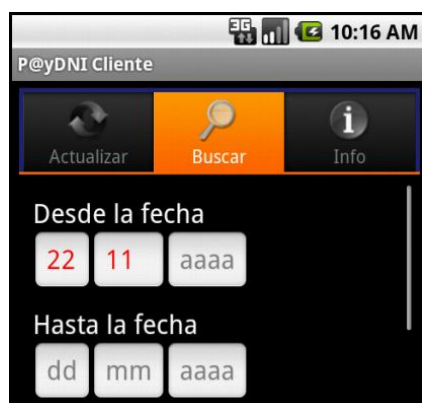 3G 10:16 AM
P@yDNI Cliente
Actualizar Buscar Info
Desde la fecha
22 11 aaaa
Hasta la fecha
dd mm aaaa